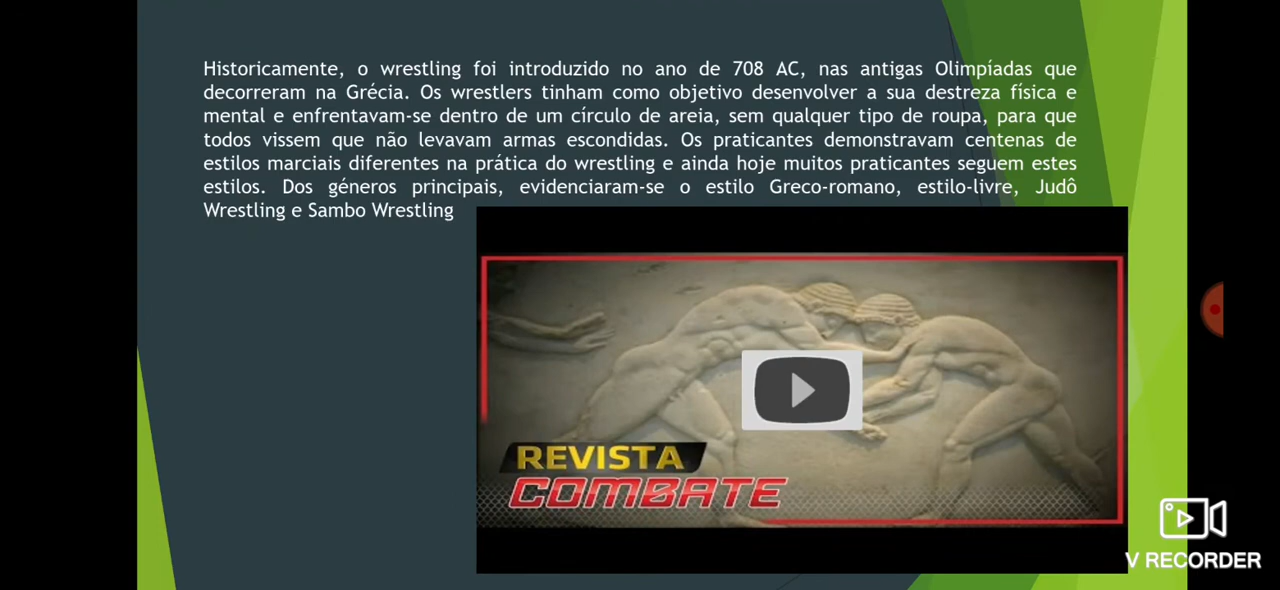 Historicamente, o wrestling foi introduzido no ano de 708 AC, nas antigas Olimpíadas que
decorreram na Grécia. Os wrestlers tinham como objetivo desenvolver a sua destreza física e
mental e enfrentavam-se dentro de um círculo de areia, sem qualquer tipo de roupa, para que
todos vissem que não levavam armas escondidas. Os praticantes demonstravam centenas de
estilos marciais diferentes na prática do wrestling e ainda hoje muitos praticantes seguem estes
estilos. Dos géneros principais, evidenciaram-se o estilo Greco-romano, estilo-livre, Judô
Wrestling e Sambo Wrestling
REVISTA
COMBATE
V RECORDER